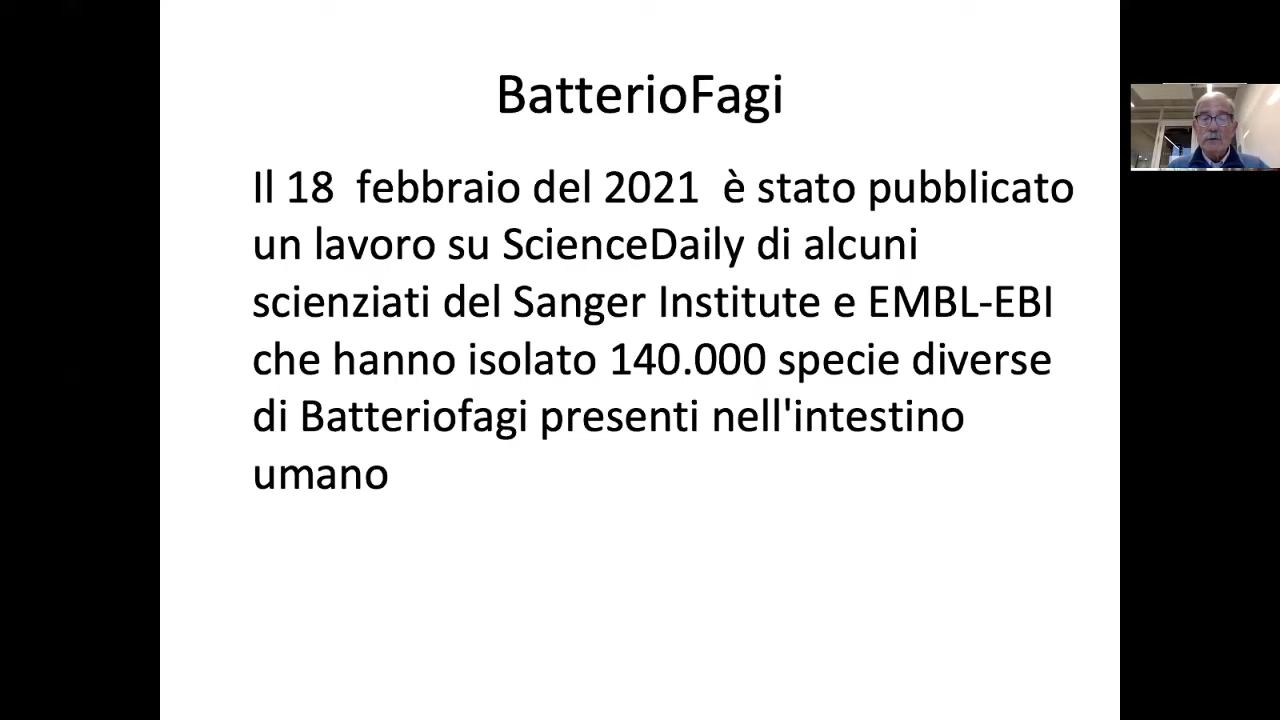 BatterioFagi
Il 18  febbraio del 2021  è stato pubblicato
un lavoro su ScienceDaily di alcuni
scienziati del Sanger Institute e EMBL-EBI
che hanno isolato 140.000 specie diverse
di Batteriofagi presenti nell'intestino
umano